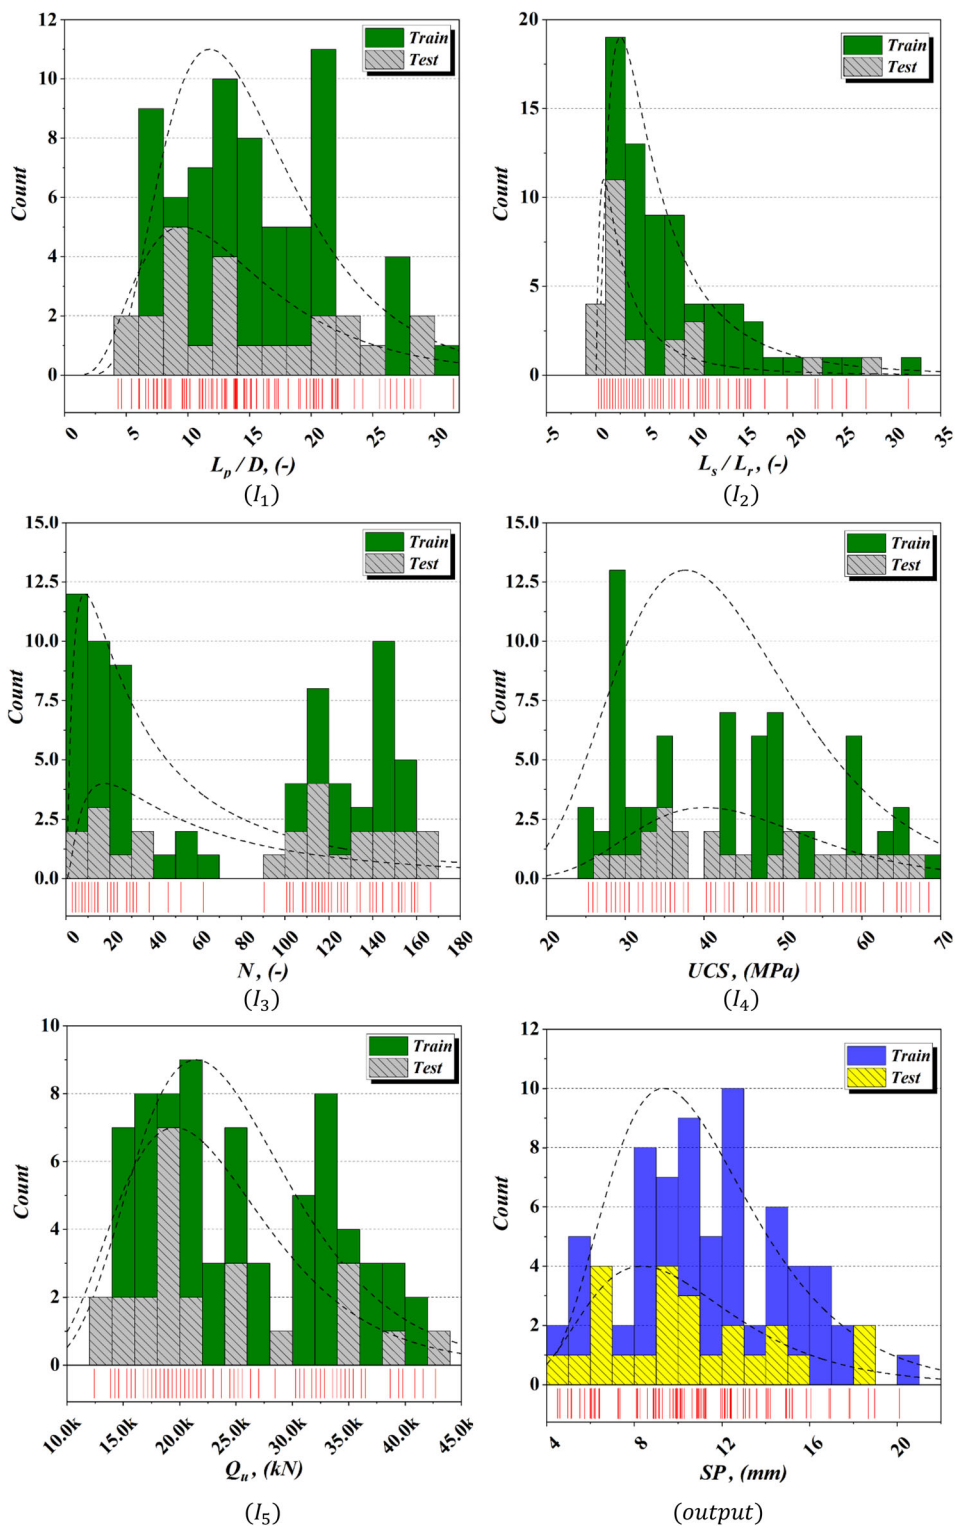 12
10
8
6
4
2
0
Count
Train
Test
0
5
10
15
20
25
30
L_p / D, (-)
(I_1)
20
15
10
5
0
Count
Train
Test
-5
0
5
10
15
20
25
30
35
L_s / L_r, (-)
(I_2)
15.0
12.5
10.0
7.5
5.0
2.5
0.0
Count
Train
Test
0
20
40
60
80
100
120
140
160
180
N, (-)
(I_3)
15.0
12.5
10.0
7.5
5.0
2.5
0.0
Count
Train
Test
20
30
40
50
60
70
UCS, (MPa)
(I_4)
10
8
6
4
2
0
Count
Train
Test
10.0k
15.0k
20.0k
25.0k
30.0k
35.0k
40.0k
45.0k
Q_u, (kN)
(I_5)
12
10
8
6
4
2
0
Count
Train
Test
4
8
12
16
20
SP, (mm)
(output)